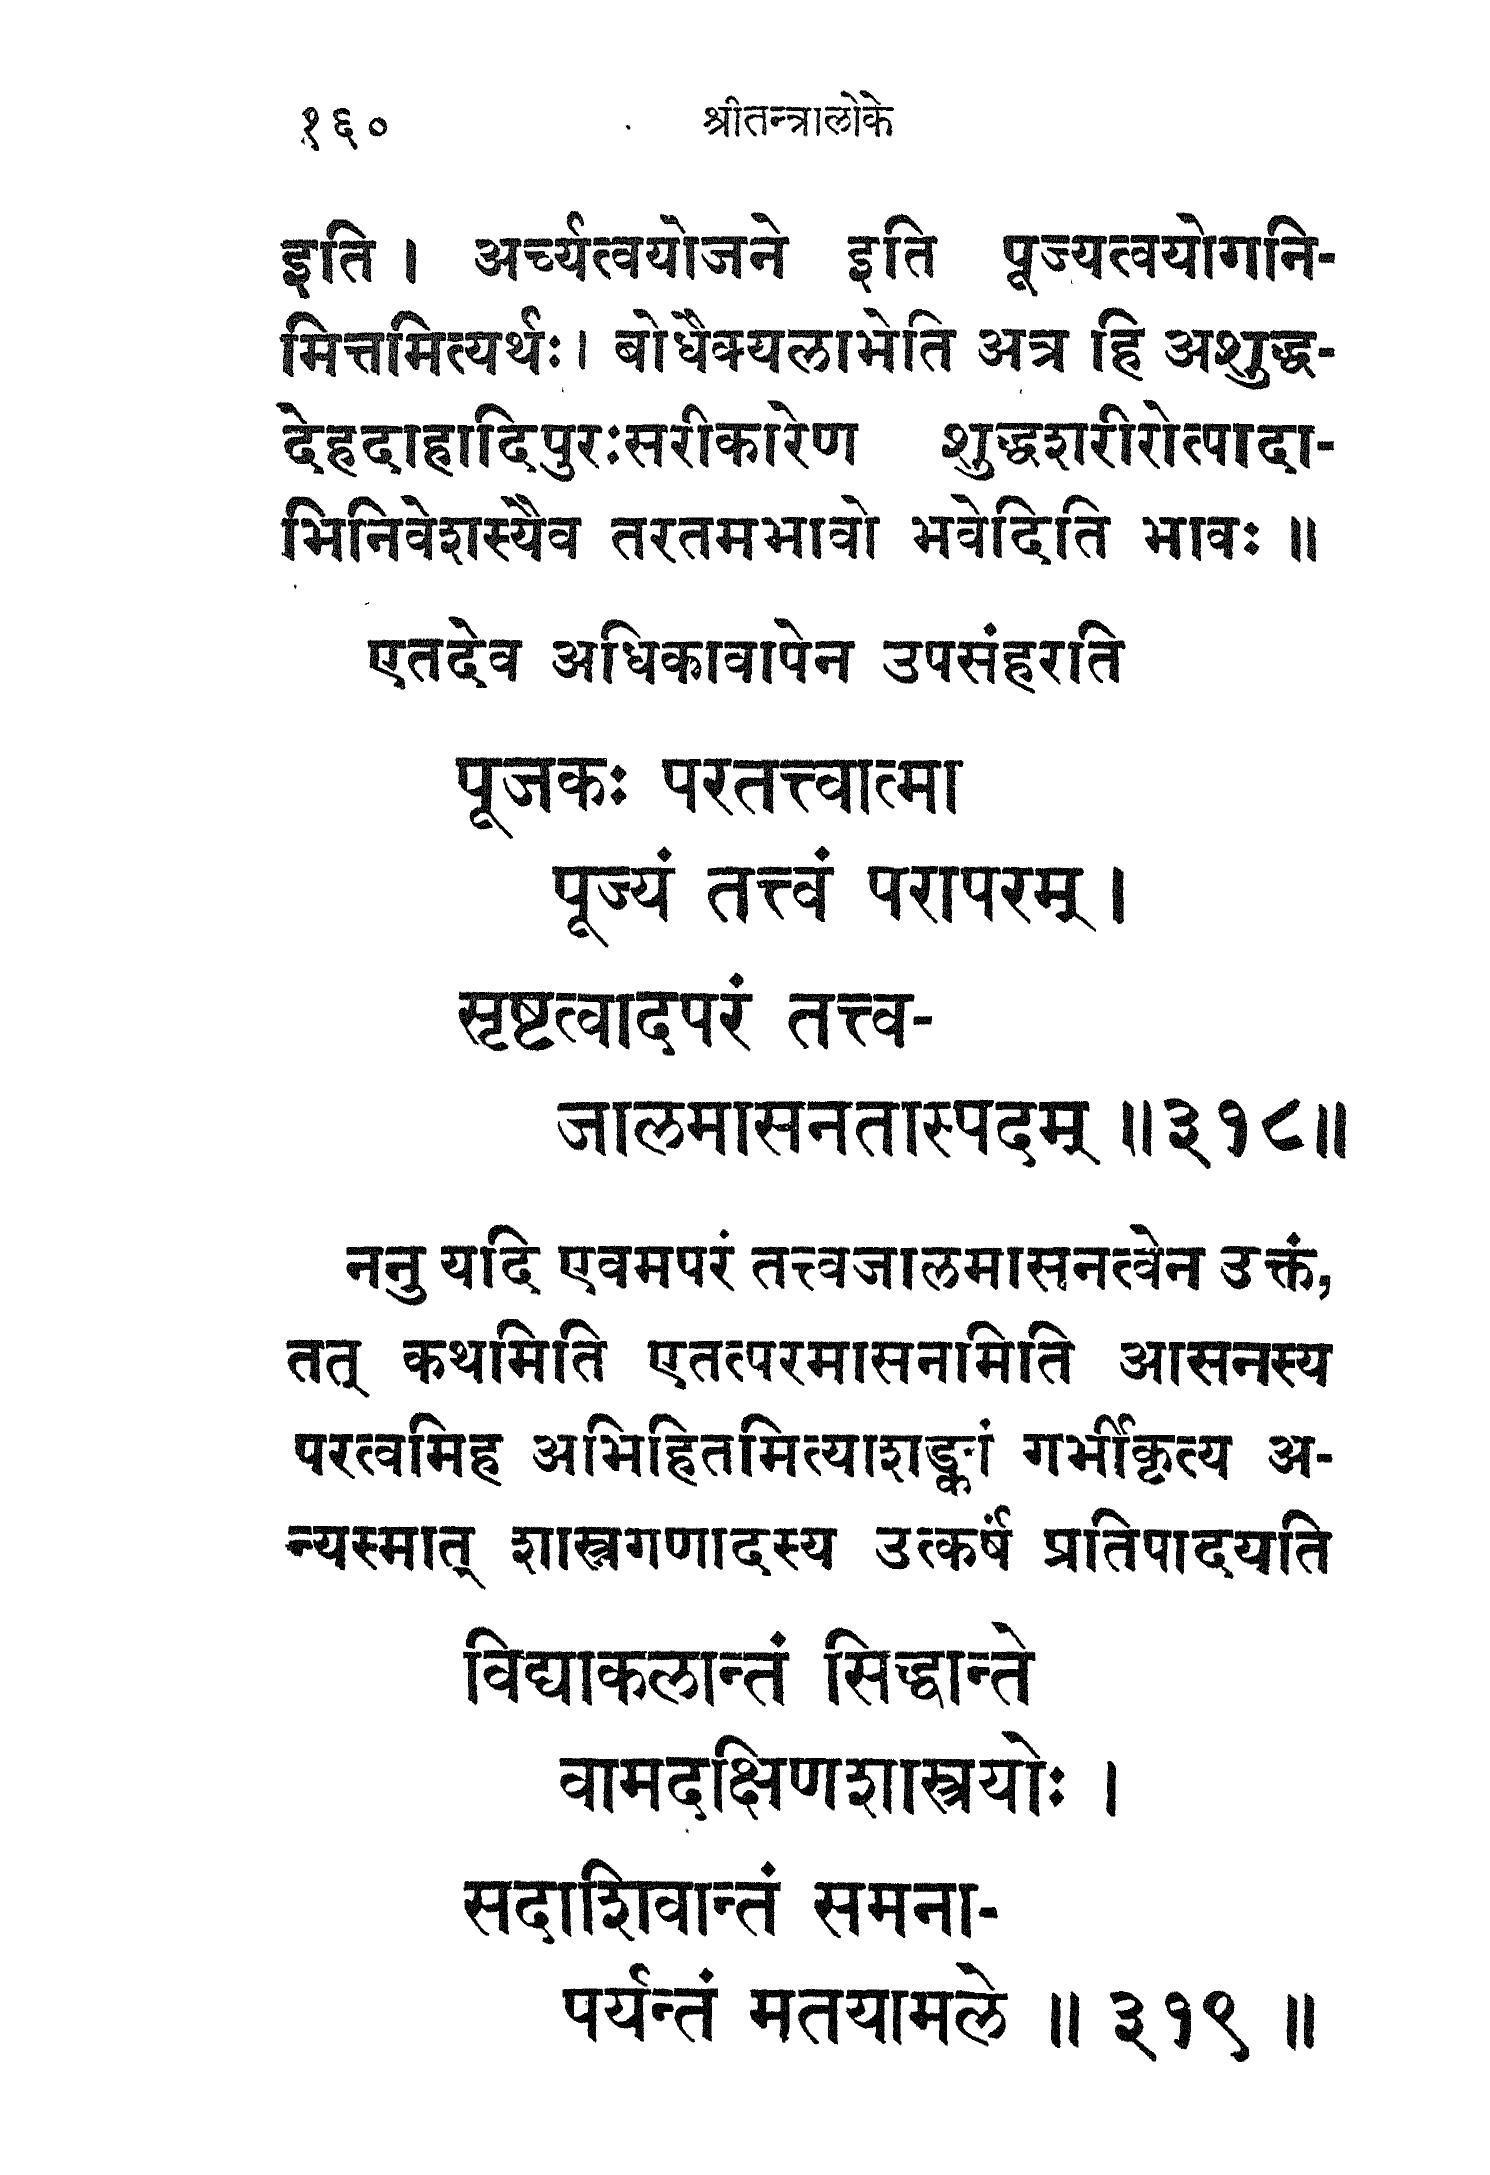 १६० श्रीतन्त्रालोके
इति । अर्च्यत्वयोजने इति पूज्यत्वयोगनि-
मित्तमित्यर्थः। बोधैक्यलाभेति अत्र हि अशुद्ध-
देहदाहादिपुरःसरीकारेण शुद्धशरीरोत्पादा-
भिनिवेशस्यैव तरतमभावो भवेदिति भावः ॥
एतदेव अधिकावापेन उपसंहरति
पूजकः परतत्त्वात्मा
पूज्यं तत्त्वं परापरम् ।
सृष्टत्वादपरं तत्त्व-
जालमासनतास्पदम् ॥३१८॥
ननु यदि एवमपरं तत्त्वजालमासनत्वेन उक्तं,
तत् कथमिति एतत्परमासनमिति आसनस्य
परत्वमिह अभिहितमित्याशङ्कां गर्भीकृत्य अ-
न्यस्मात् शास्त्रगणादस्य उत्कर्षं प्रतिपादयति
विद्याकलान्तं सिद्धान्ते
वामदक्षिणशास्त्रयोः ।
सदाशिवान्तं समना-
पर्यन्तं मतयामले ॥ ३१९ ॥